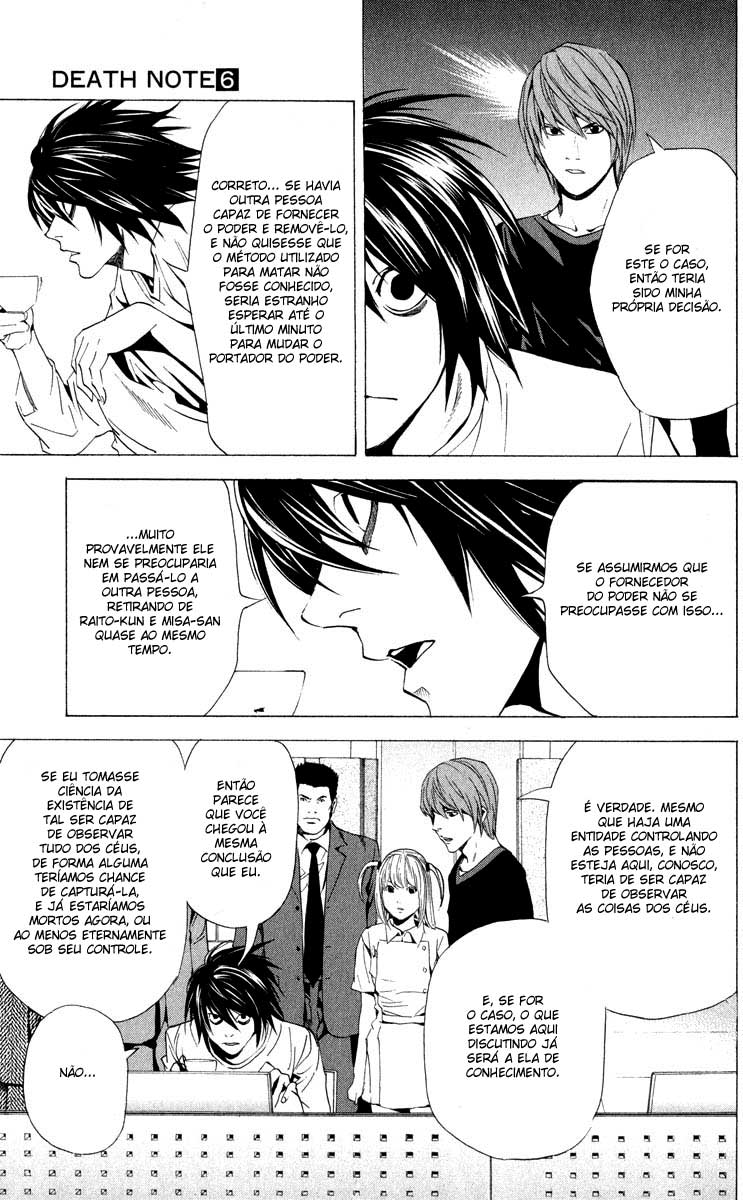 DEATH NOTE 6
SE FOR
ESTE O CASO,
ENTÃO TERIA
SIDO MINHA
PRÓPRIA DECISÃO.
CORRETO... SE HAVIA
OUTRA PESSOA
CAPAZ DE FORNECER
O PODER E REMOVÊ-LO,
E NÃO QUISESSE QUE
O MÉTODO UTILIZADO
PARA MATAR NÃO
FOSSE CONHECIDO,
SERIA ESTRANHO
ESPERAR ATÉ O
ÚLTIMO MINUTO
PARA MUDAR O
PORTADOR DO PODER.
SE ASSUMIRMOS QUE
O FORNECEDOR
DO PODER NÃO SE
PREOCUPASSE COM ISSO...
...MUITO
PROVAVELMENTE ELE
NEM SE PREOCUPARIA
EM PASSÁ-LO A
OUTRA PESSOA,
RETIRANDO DE
RAITO-KUN E MISA-SAN
QUASE AO MESMO
TEMPO.
É VERDADE. MESMO
QUE HAJA UMA
ENTIDADE CONTROLANDO
AS PESSOAS, E NÃO
ESTEJA AQUI, CONOSCO,
TERIA DE SER CAPAZ
DE OBSERVAR
AS COISAS DOS CÉUS.
E, SE FOR
O CASO, O QUE
ESTAMOS AQUI
DISCUTINDO JÁ
SERÁ A ELA DE
CONHECIMENTO.
ENTÃO
PARECE
QUE VOCÊ
CHEGOU À
MESMA
CONCLUSÃO
QUE EU.
SE EU TOMASSE
CIÊNCIA DA
EXISTÊNCIA DE
TAL SER CAPAZ
DE OBSERVAR
TUDO DOS CÉUS,
DE FORMA ALGUMA
TERÍAMOS CHANCE
DE CAPTURÁ-LA,
E JÁ ESTARÍAMOS
MORTOS AGORA, OU
AO MENOS ETERNAMENTE
SOB SEU CONTROLE.
NÃO...